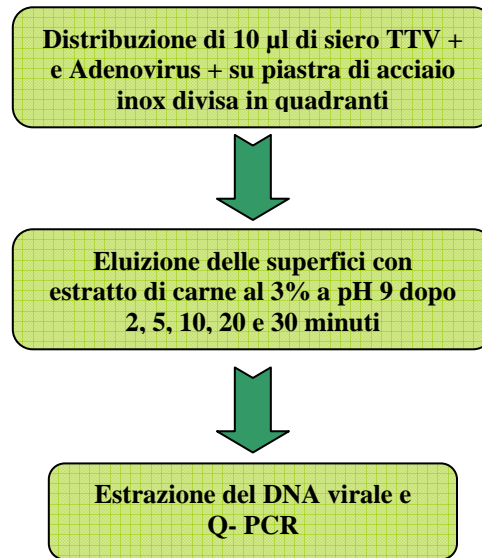 Distribuzione di 10 µl di siero TTV +
e Adenovirus + su piastra di acciaio
inox divisa in quadranti
Eluizione delle superfici con
estratto di carne al 3% a pH 9 dopo
2, 5, 10, 20 e 30 minuti
Estrazione del DNA virale e
Q- PCR